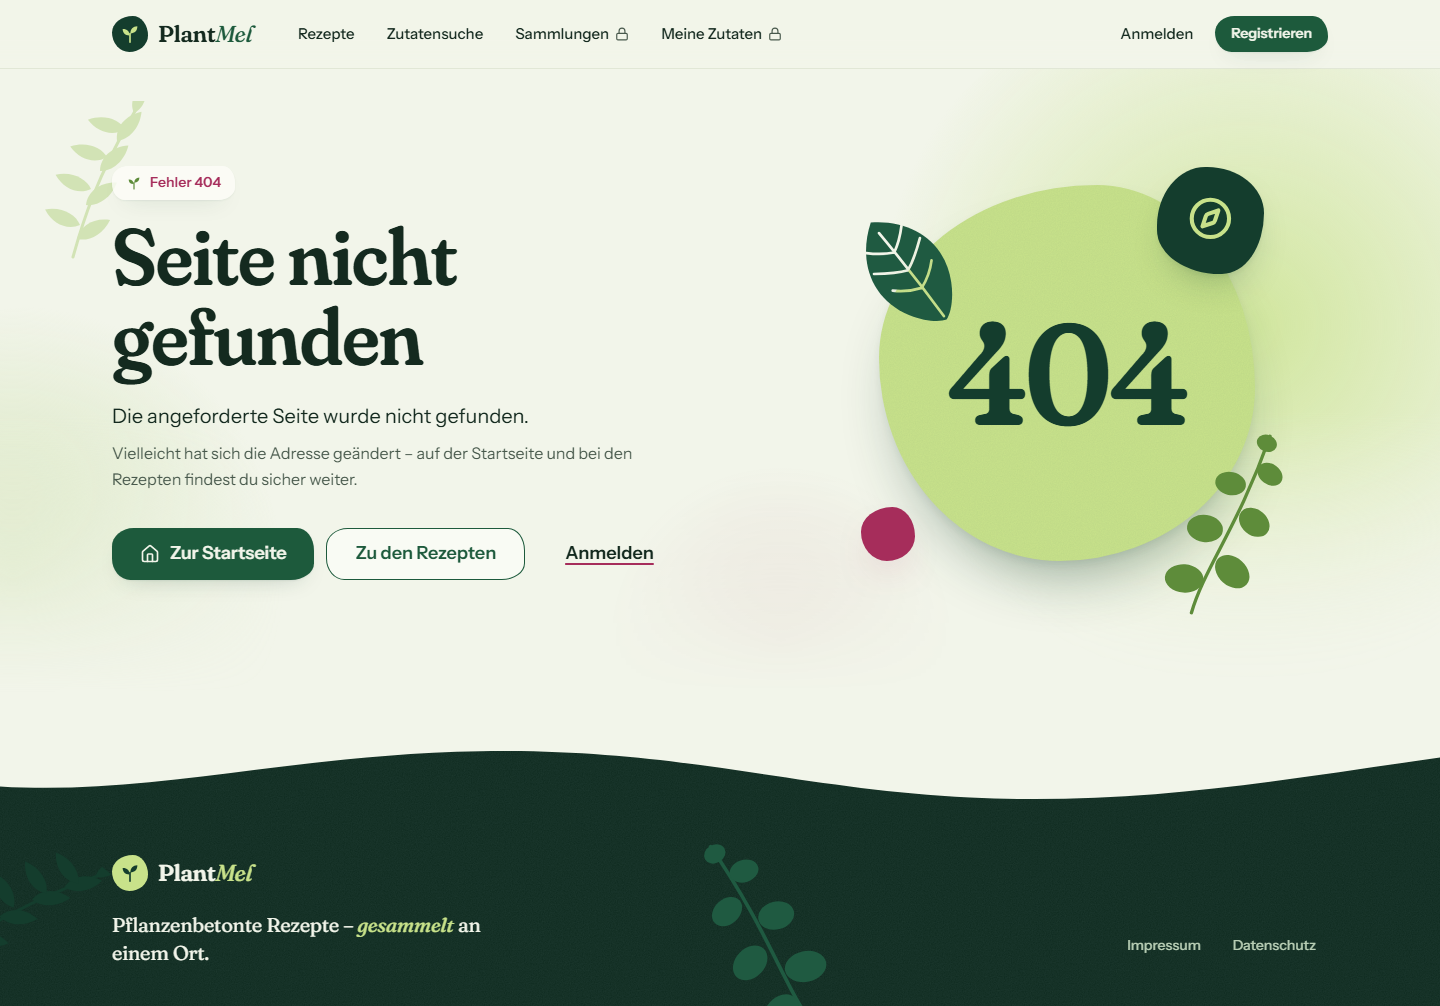 PlantMel
Rezepte
Zutatensuche
Sammlungen
Meine Zutaten
Anmelden
Registrieren
Fehler 404
Seite nicht
gefunden
Die angeforderte Seite wurde nicht gefunden.
Vielleicht hat sich die Adresse geändert – auf der Startseite und bei den
Rezepten findest du sicher weiter.
Zur Startseite
Zu den Rezepten
Anmelden
404
PlantMel
Pflanzenbetonte Rezepte – gesammelt an
einem Ort.
Impressum
Datenschutz